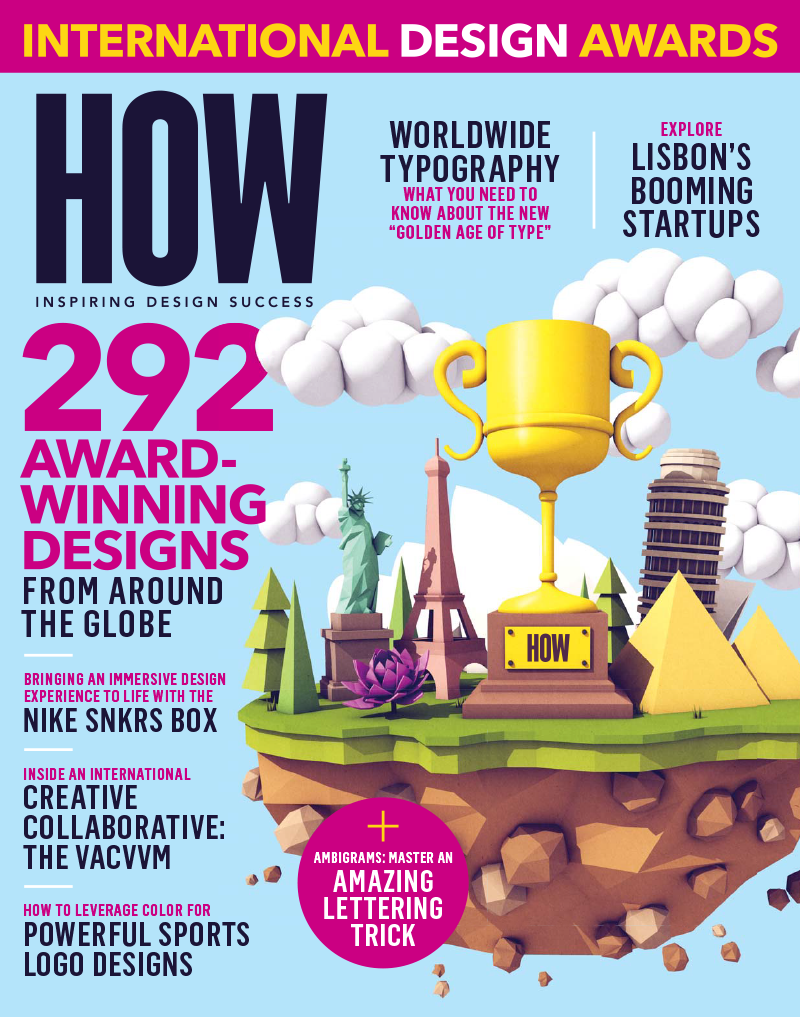 INTERNATIONAL DESIGN AWARDS
HOW
INSPIRING DESIGN SUCCESS
WORLDWIDE
TYPOGRAPHY
WHAT YOU NEED TO
KNOW ABOUT THE NEW
“GOLDEN AGE OF TYPE”
EXPLORE
LISBON’S
BOOMING
STARTUPS
292
AWARD-
WINNING
DESIGNS
FROM AROUND
THE GLOBE
BRINGING AN IMMERSIVE DESIGN
EXPERIENCE TO LIFE WITH THE
NIKE SNKRS BOX
INSIDE AN INTERNATIONAL
CREATIVE
COLLABORATIVE:
THE VACVVM
HOW TO LEVERAGE COLOR FOR
POWERFUL SPORTS
LOGO DESIGNS
HOW
+
AMBIGRAMS: MASTER AN
AMAZING
LETTERING
TRICK